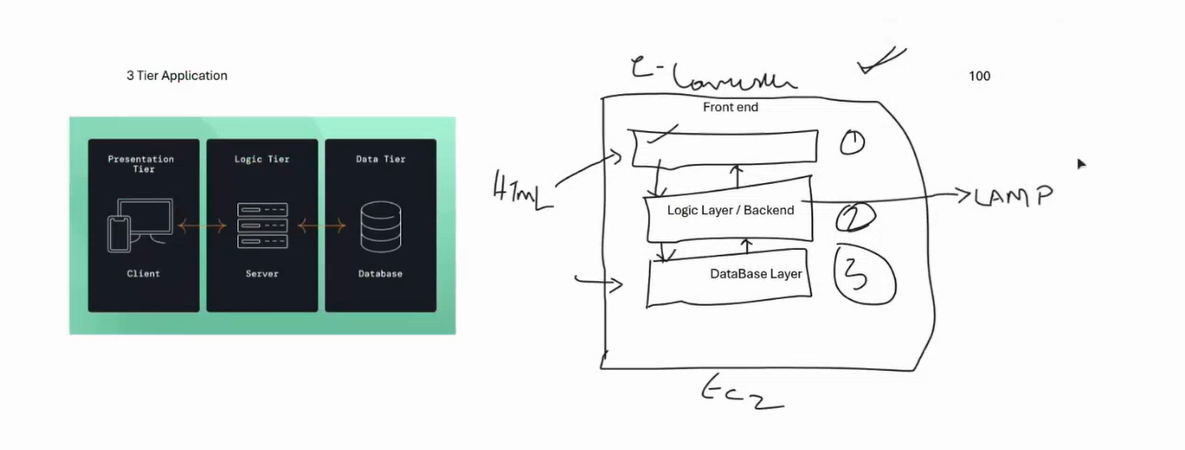 3 Tier Application
100
Presentation
Tier
Client
Logic Tier
Server
Data Tier
Database
Front end
1
HTML
Logic Layer / Backend
LAMP
2
DataBase Layer
3
EC2